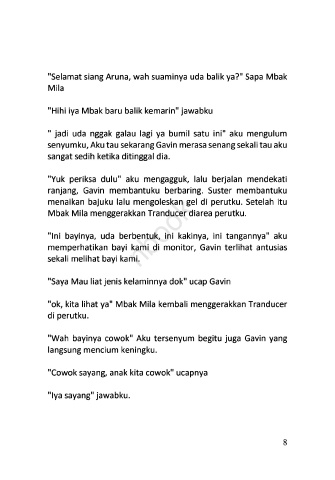 "Selamat siang Aruna, wah suaminya uda balik ya?" Sapa Mbak
Mila
"Hihi iya Mbak baru balik kemarin" jawabku
" jadi uda nggak galau lagi ya bumil satu ini" aku mengulum
senyumku, Aku tau sekarang Gavin merasa senang sekali tau aku
sangat sedih ketika ditinggal dia.
"Yuk periksa dulu" aku mengagguk, lalu berjalan mendekati
ranjang, Gavin membantuku berbaring. Suster membantuku
menaikan bajuku lalu mengoleskan gel di perutku. Setelah itu
Mbak Mila menggerakkan Tranducer diarea perutku.
"Ini bayinya, uda berbentuk, ini kakinya, ini tangannya" aku
memperhatikan bayi kami di monitor, Gavin terlihat antusias
sekali melihat bayi kami.
"Saya Mau liat jenis kelaminnya dok" ucap Gavin
"ok, kita lihat ya" Mbak Mila kembali menggerakkan Tranducer
di perutku.
"Wah bayinya cowok" Aku tersenyum begitu juga Gavin yang
langsung mencium keningku.
"Cowok sayang, anak kita cowok" ucapnya
"Iya sayang" jawabku.
8